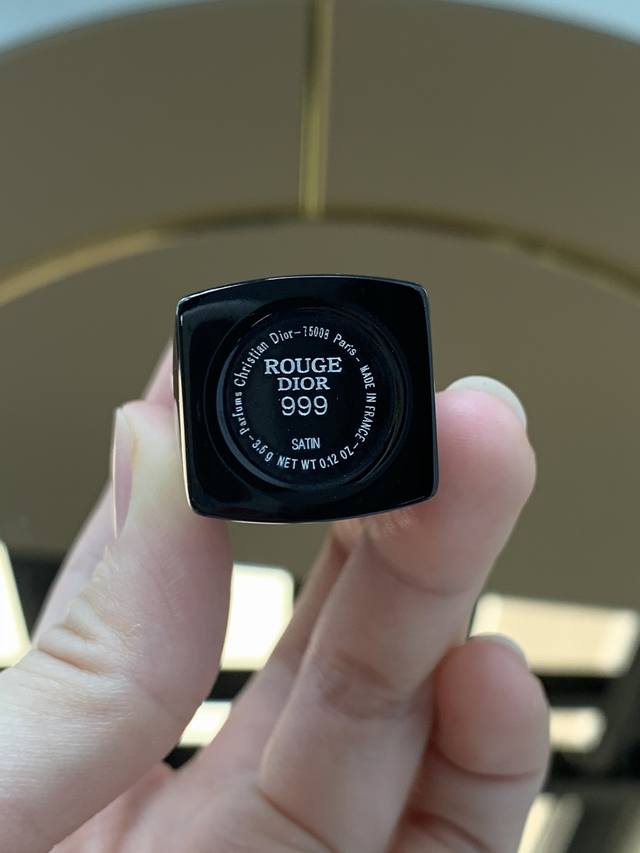 Parfums Christian Dior-75008 Paris - MADE IN FRANCE
ROUGE
DIOR
999
SATIN
-3.5 g NET WT 0.12 OZ-